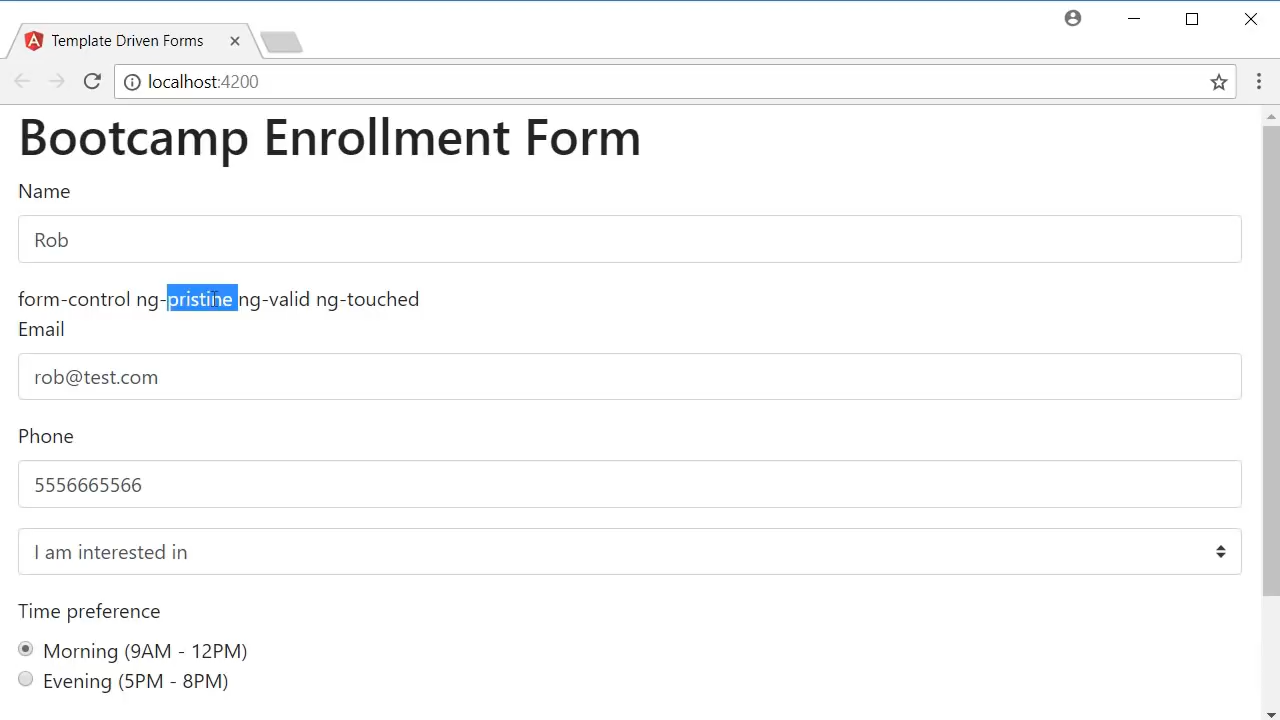 Template Driven Forms
localhost:4200
Bootcamp Enrollment Form
Name
Rob
form-control ng-pristine ng-valid ng-touched
Email
rob@test.com
Phone
5556665566
I am interested in
Time preference
Morning (9AM - 12PM)
Evening (5PM - 8PM)